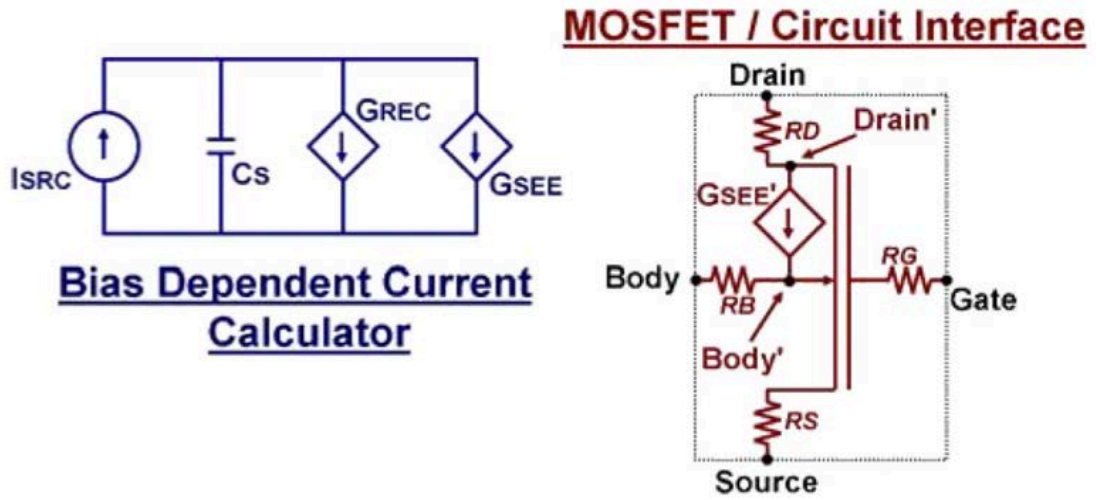 MOSFET / Circuit Interface
Drain
RD
Drain'
GREC
ISRC
CS
GSEE
GSEE'
Bias Dependent Current
Calculator
Body
RB
RG
Gate
Body'
RS
Source